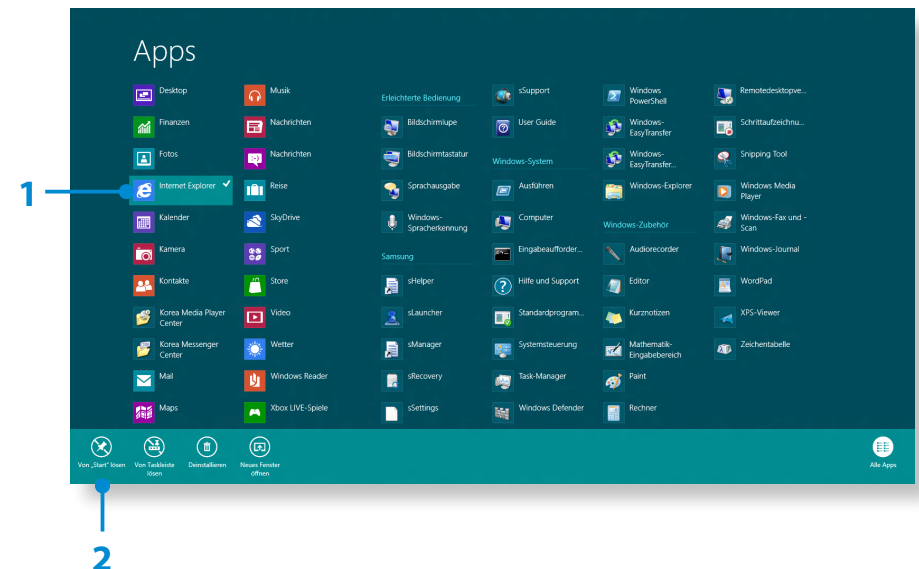 Apps
Desktop
Finanzen
Fotos
Internet Explorer
Kalender
Kamera
Kontakte
Korea Media Player
Center
Korea Messenger
Center
Mail
Maps
Musik
Nachrichten
Nachrichten
Reise
SkyDrive
Sport
Store
Video
Wetter
Windows Reader
Xbox LIVE-Spiele
Erleichterte Bedienung
Bildschirmlupe
Bildschirmtastatur
Sprachausgabe
Windows-
Spracherkennung
Samsung
sHelper
sLauncher
sManager
sRecovery
sSettings
sSupport
User Guide
Windows-System
Ausführen
Computer
Eingabeaufforder...
Hilfe und Support
Standardprogram...
Systemsteuerung
Task-Manager
Windows Defender
Windows
PowerShell
Windows-
EasyTransfer
Windows-
EasyTransfer...
Windows-Explorer
Windows-Zubehör
Audiorecorder
Editor
Kurznotizen
Mathematik-
Eingabebereich
Paint
Rechner
Remotedesktopve...
Schrittaufzeichnu...
Snipping Tool
Windows Media
Player
Windows-Fax und -
Scan
Windows-Journal
WordPad
XPS-Viewer
Zeichentabelle
1
Von „Start" lösen
Von Taskleiste
lösen
Deinstallieren
Neues Fenster
öffnen
Alle Apps
2